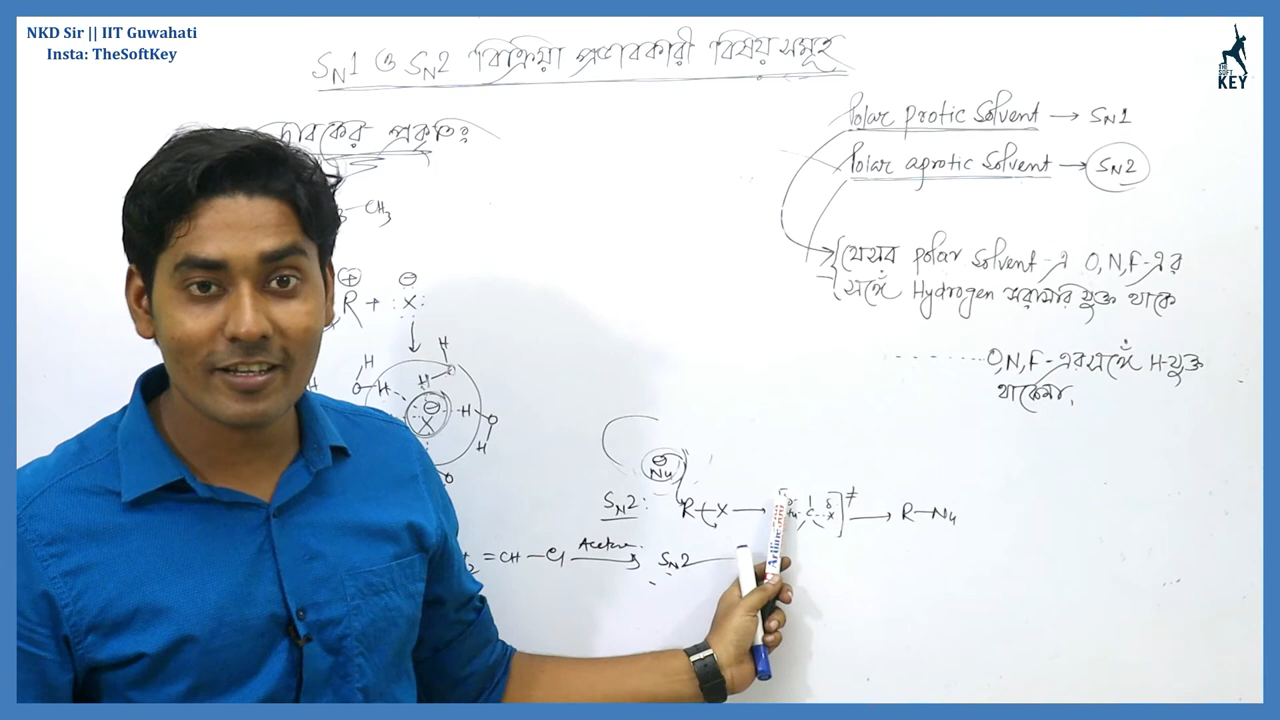 NKD Sir || IIT Guwahati
Insta: TheSoftKey
THE SOFT KEY
SN1 ও SN2 বিক্রিয়া প্রভাবকারী বিষয় সমূহ
প্রকৃতি:
Polar protic solvent → SN1
Polar aprotic solvent → SN2
যেসব polar solvent-এ O,N,F-এর
সঙ্গে Hydrogen সরাসরি যুক্ত থাকে
O,N,F-এর সঙ্গে H-যুক্ত
থাকেনা,
CH3
R + X
H
H
H
H
H
X
H
H
Nu
SN2: R-X → C X ≠ → R-Nu
= CH - Cl Acetone → SN2
Artline